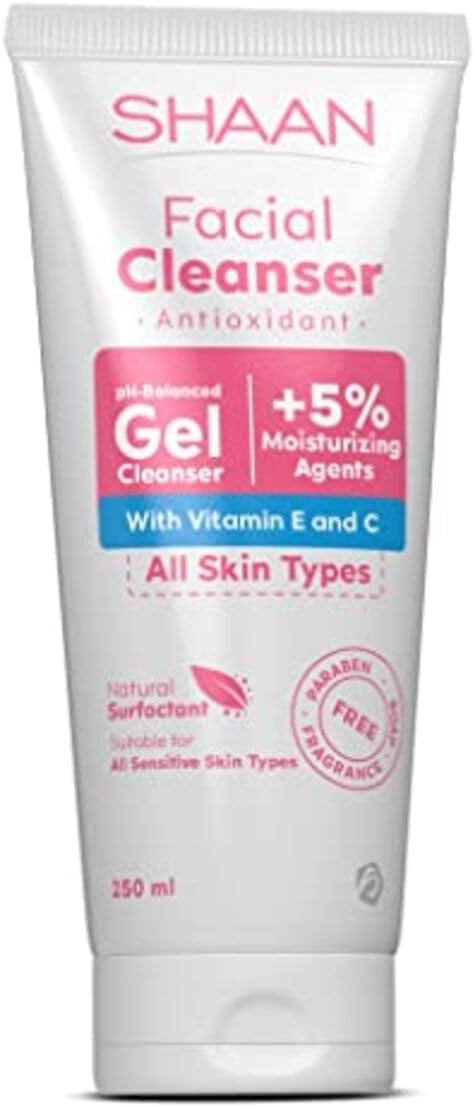 SHAAN
Facial
Cleanser
· Antioxidant ·
pH-Balanced
Gel
Cleanser
+5%
Moisturizing
Agents
With Vitamin E and C
All Skin Types
Natural
Surfactant
Suitable for
All Sensitive Skin Types
PARABEN
SOAP
FRAGRANCE
FREE
250 ml